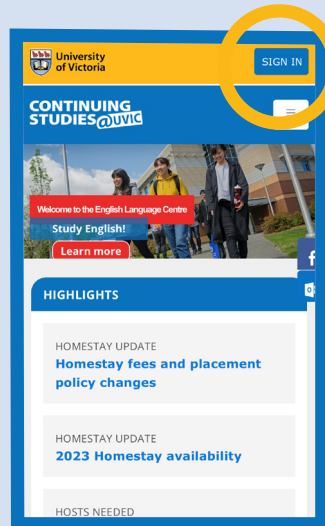 University
of Victoria
SIGN IN
CONTINUING
STUDIES@UVIC
Welcome to the English Language Centre
Study English!
Learn more
f
HIGHLIGHTS
HOMESTAY UPDATE
Homestay fees and placement
policy changes
HOMESTAY UPDATE
2023 Homestay availability
HOSTS NEEDED